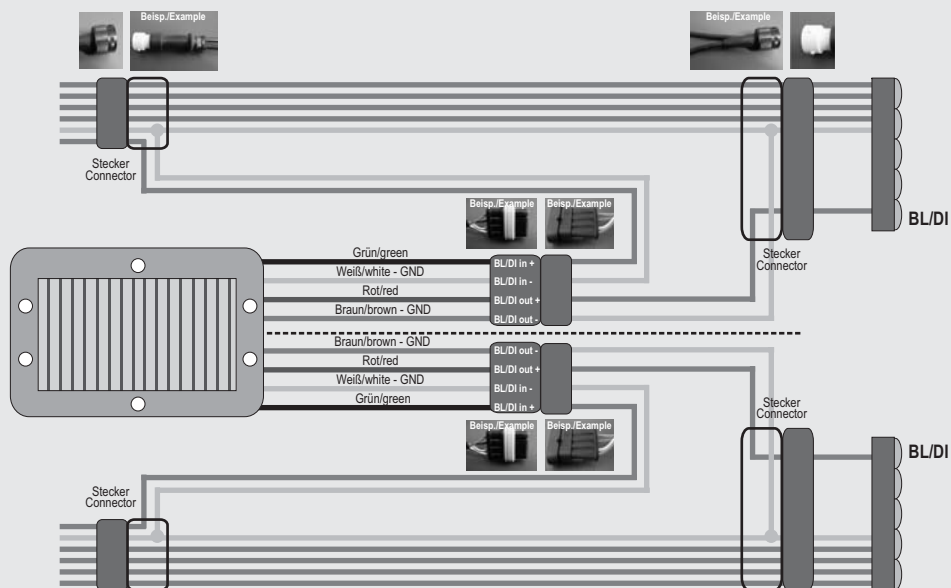 Beisp./Example
Beisp./Example
Stecker
Connector
Beisp./Example
Beisp./Example
BL/DI
Stecker
Connector
Grün/green
BL/DI in +
Weiß/white - GND
BL/DI in -
Rot/red
BL/DI out +
Braun/brown - GND
BL/DI out -
Braun/brown - GND
BL/DI out -
Rot/red
BL/DI out +
Weiß/white - GND
BL/DI in -
Grün/green
BL/DI in +
Stecker
Connector
Beisp./Example
Beisp./Example
BL/DI
Stecker
Connector